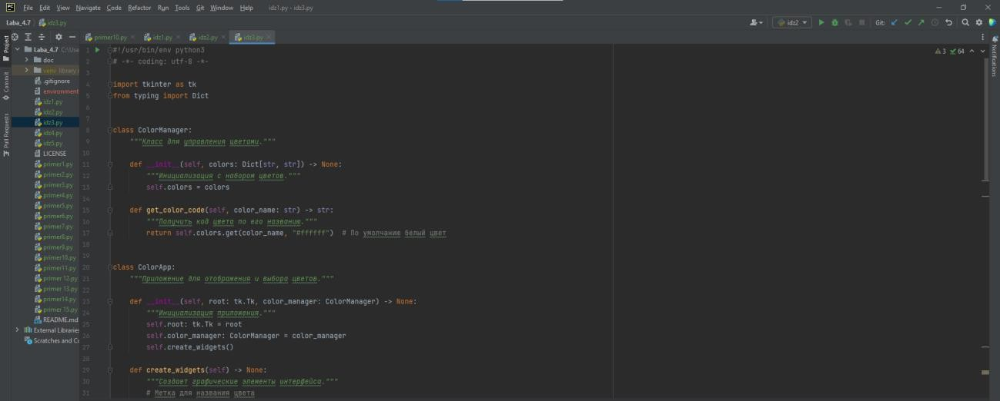 PC File Edit View Navigate Code Refactor Run Tools Git Window Help idz1.py - idz3.py
Laba_4.7 idz3.py idz2 Git:
Project primer10.py idz1.py idz2.py idz3.py
Laba_4.7 C:\Use
doc
venv library
.gitignore
environment
idz1.py
idz2.py
idz3.py
idz4.py
idz5.py
LICENSE
primer1.py
primer2.py
primer3.py
primer4.py
primer5.py
primer6.py
primer7.py
primer8.py
primer9.py
primer10.py
primer11.py
primer 12.py
primer 13.py
primer14.py
primer 15.py
README.md
External Libraries
Scratches and Co
Commit
Pull Requests
Notifications
3 64
1 #!/usr/bin/env python3
2 # -*- coding: utf-8 -*-
3
4 import tkinter as tk
5 from typing import Dict
6
7
8 class ColorManager:
9     """Класс для управления цветами."""
10
11     def __init__(self, colors: Dict[str, str]) -> None:
12         """Инициализация с набором цветов."""
13         self.colors = colors
14
15     def get_color_code(self, color_name: str) -> str:
16         """Получить код цвета по его названию."""
17         return self.colors.get(color_name, "#ffffff")  # По умолчанию белый цвет
18
19
20 class ColorApp:
21     """Приложение для отображения и выбора цветов."""
22
23     def __init__(self, root: tk.Tk, color_manager: ColorManager) -> None:
24         """Инициализация приложения."""
25         self.root: tk.Tk = root
26         self.color_manager: ColorManager = color_manager
27         self.create_widgets()
28
29     def create_widgets(self) -> None:
30         """Создает графические элементы интерфейса."""
31         # Метка для названия цвета